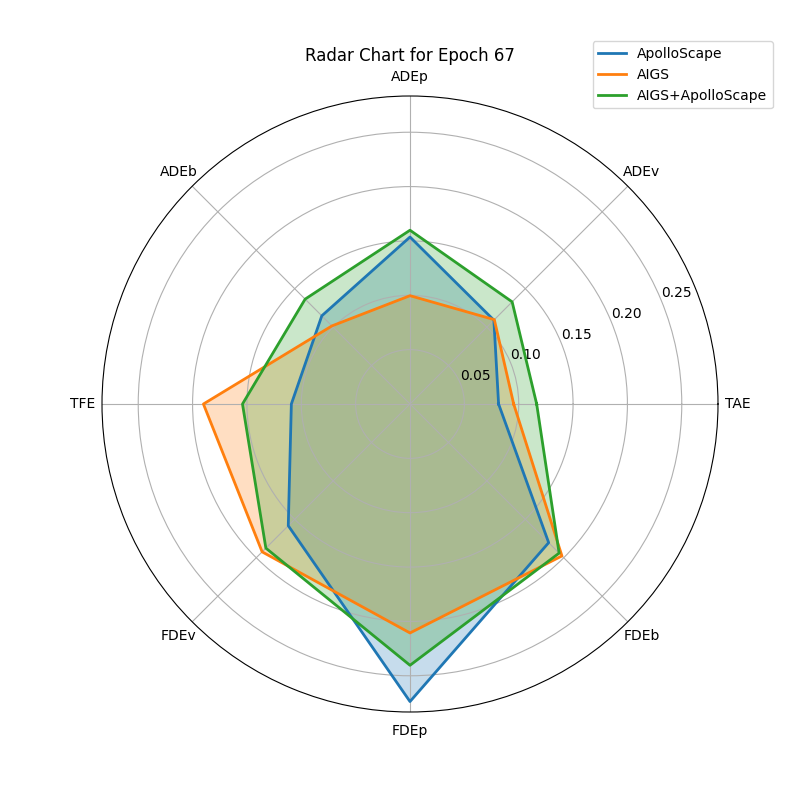 Radar Chart for Epoch 67
ApolloScape
AIGS
AIGS+ApolloScape
ADEp
ADEb
ADEv
0.25
0.20
0.15
0.10
0.05
TFE
TAE
FDEv
FDEb
FDEp